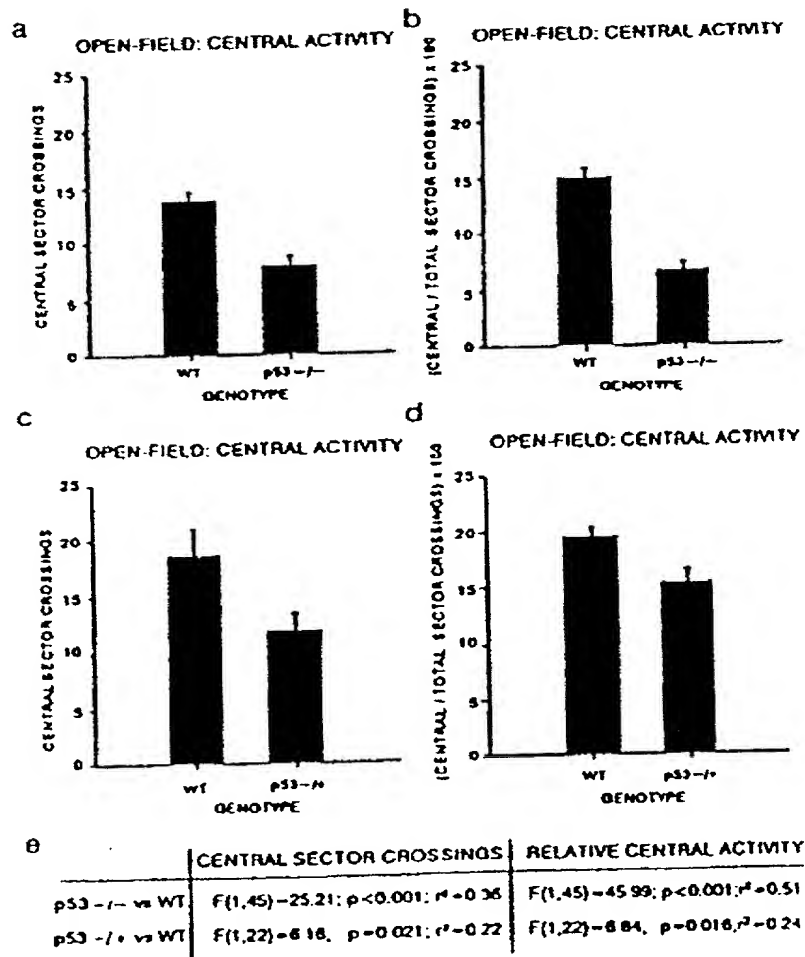 a
OPEN-FIELD: CENTRAL ACTIVITY
CENTRAL SECTOR CROSSINGS
25
20
15
10
5
0
WT
p53 -/-
GENOTYPE
b
OPEN-FIELD: CENTRAL ACTIVITY
(CENTRAL / TOTAL SECTOR CROSSINGS) x 100
25
20
15
10
5
0
WT
p53 -/-
GENOTYPE
c
OPEN-FIELD: CENTRAL ACTIVITY
CENTRAL SECTOR CROSSINGS
25
20
15
10
5
0
WT
p53 -/+
GENOTYPE
d
OPEN-FIELD: CENTRAL ACTIVITY
(CENTRAL / TOTAL SECTOR CROSSINGS) x 100
25
20
15
10
5
0
WT
p53 -/+
GENOTYPE
e
CENTRAL SECTOR CROSSINGS RELATIVE CENTRAL ACTIVITY
p53 -/- vs WT F(1,45)=25.21; p<0.001; r²=0.36 F(1,45)=45.99; p<0.001; r²=0.51
p53 -/+ vs WT F(1,22)=6.16, p=0.021; r²=0.22 F(1,22)=6.84, p=0.016, r²=0.24